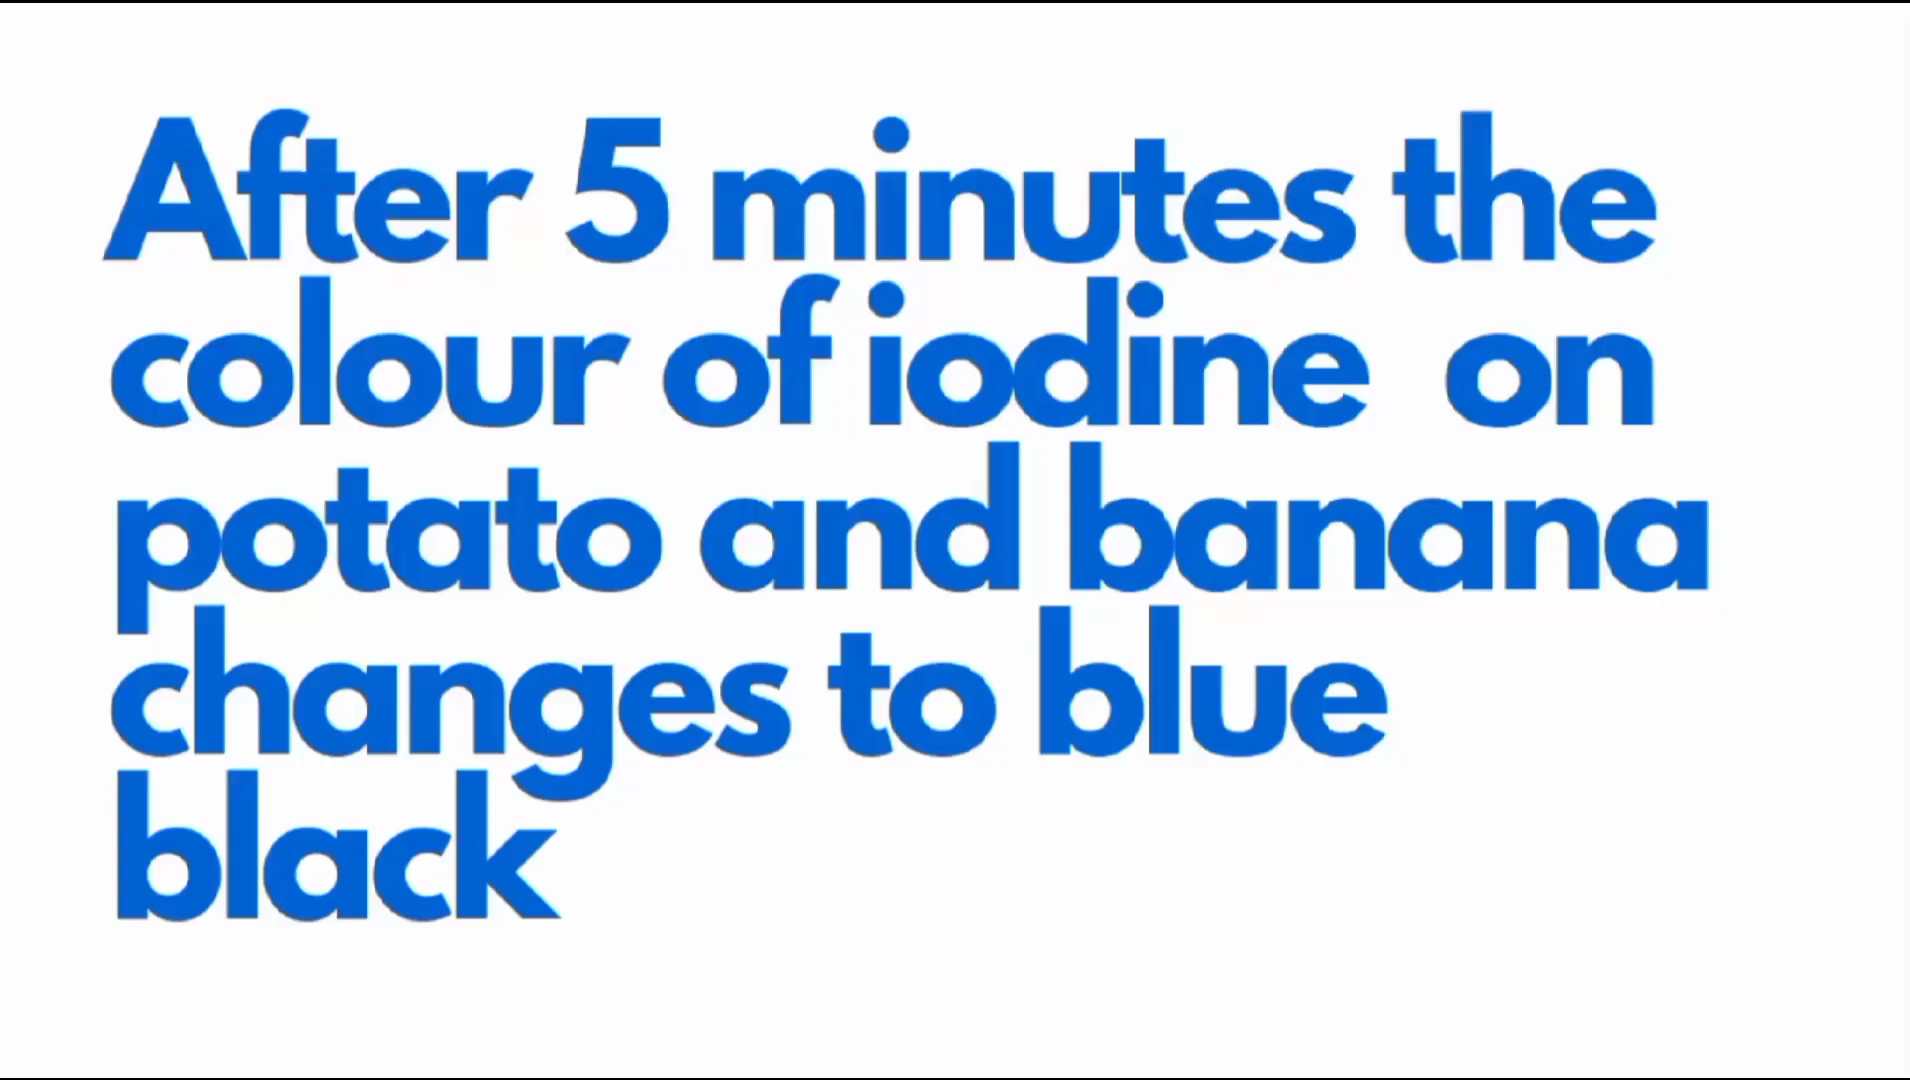 After 5 minutes the
colour of iodine on
potato and banana
changes to blue
black